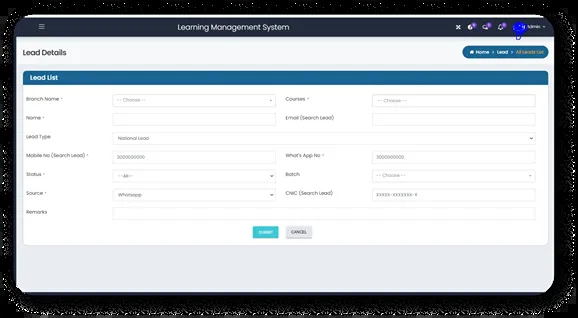 Learning Management System
Admin
Lead Details
Home > Lead > All Leads List
Lead List
Branch Name *
-- Choose --
Courses *
-- Choose --
Name *
Email (Search Lead)
Lead Type
National Lead
Mobile No (Search Lead) *
3000000000
What's App No *
3000000000
Status *
--All--
Batch
-- Choose --
Source *
Whatsapp
CNIC (Search Lead)
XXXXX-XXXXXXX-X
Remarks
SUBMIT
CANCEL